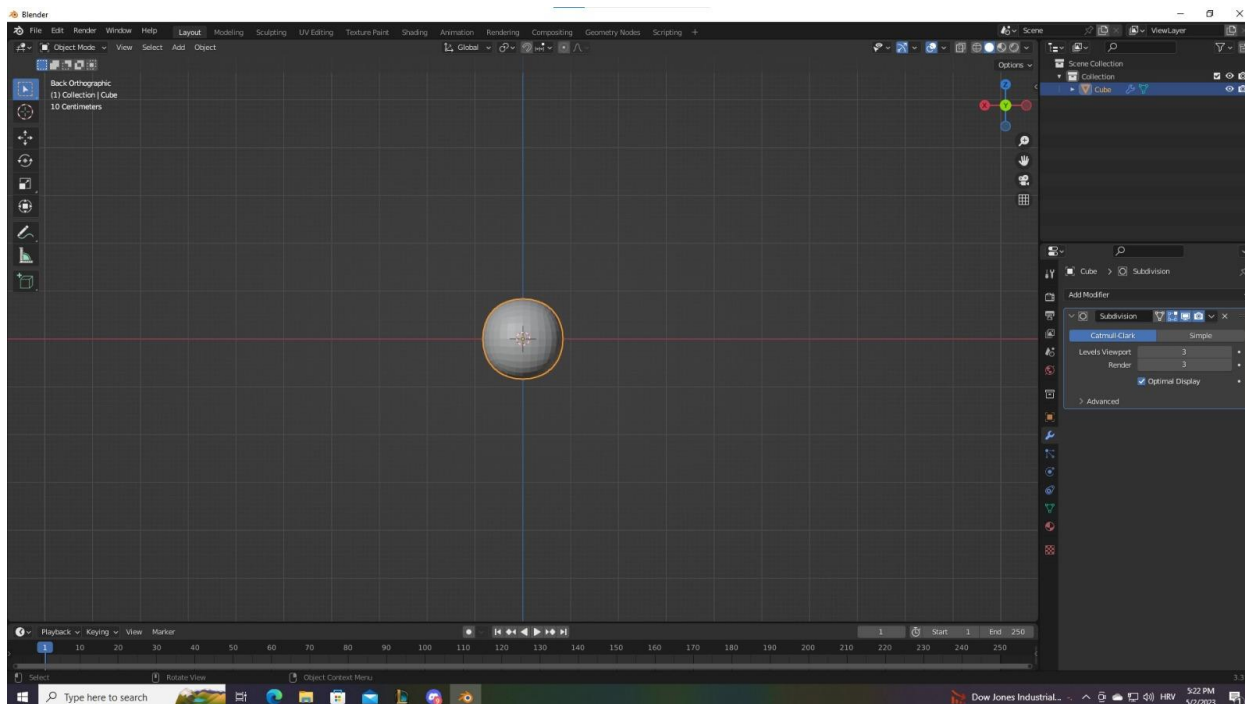 Blender
File Edit Render Window Help Layout Modeling Sculpting UV Editing Texture Paint Shading Animation Rendering Compositing Geometry Nodes Scripting + Scene ViewLayer
Object Mode View Select Add Object Global
Options
Back Orthographic
(1) Collection | Cube
10 Centimeters
Z
X
Y
Scene Collection
Collection
Cube
Cube > Subdivision
Add Modifier
Subdivision
Catmull-Clark Simple
Levels Viewport 3
Render 3
Optimal Display
> Advanced
Playback Keying View Marker 1 Start 1 End 250
1 10 20 30 40 50 60 70 80 90 100 110 120 130 140 150 160 170 180 190 200 210 220 230 240 250
Select Rotate View Object Context Menu 3.3
Type here to search Dow Jones Industrial... HRV 5:22 PM
5/2/2023